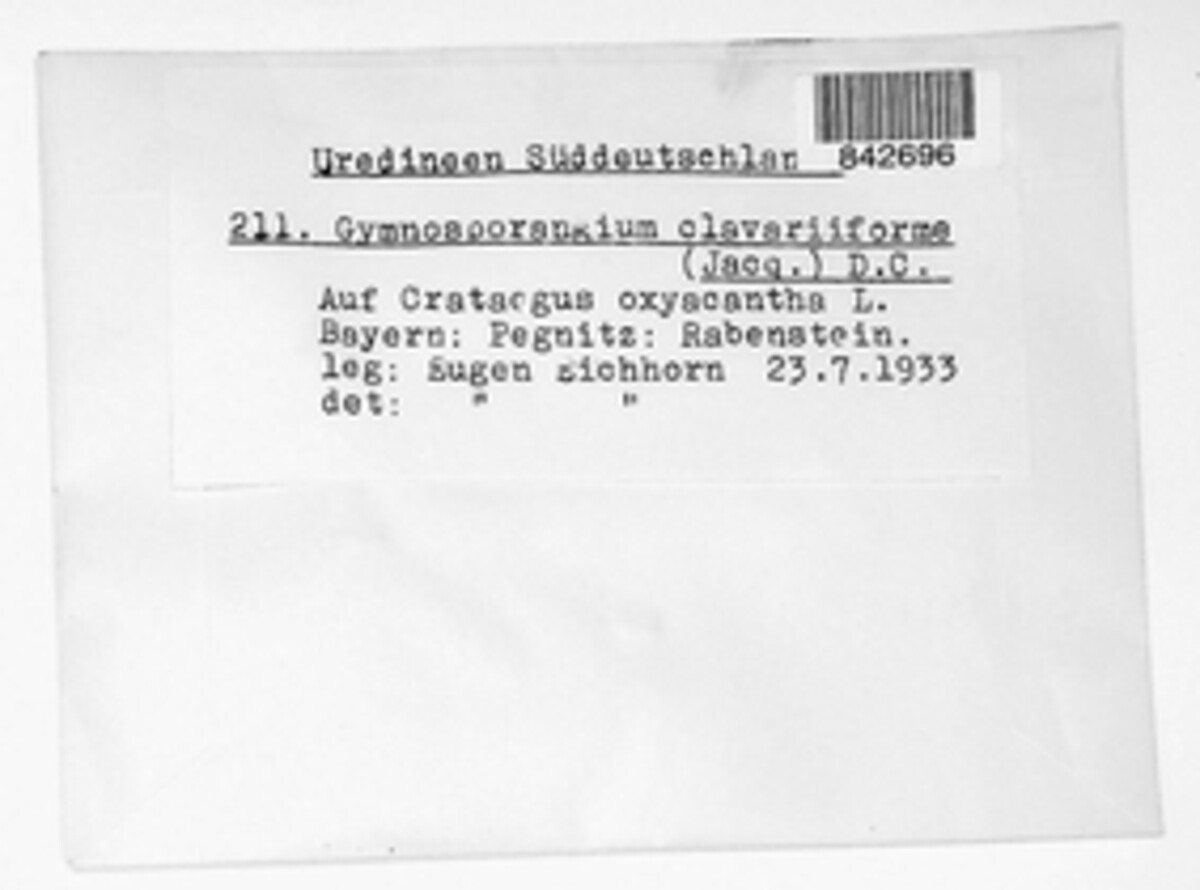 Uredineen Süddeutschlan 842696
211. Gymnosporangium clavariiforme
(Jacq.) D.C.
Auf Crataegus oxyacantha L.
Bayern: Pegnitz: Rabenstein.
leg: Eugen Eichhorn 23.7.1933
det: " "